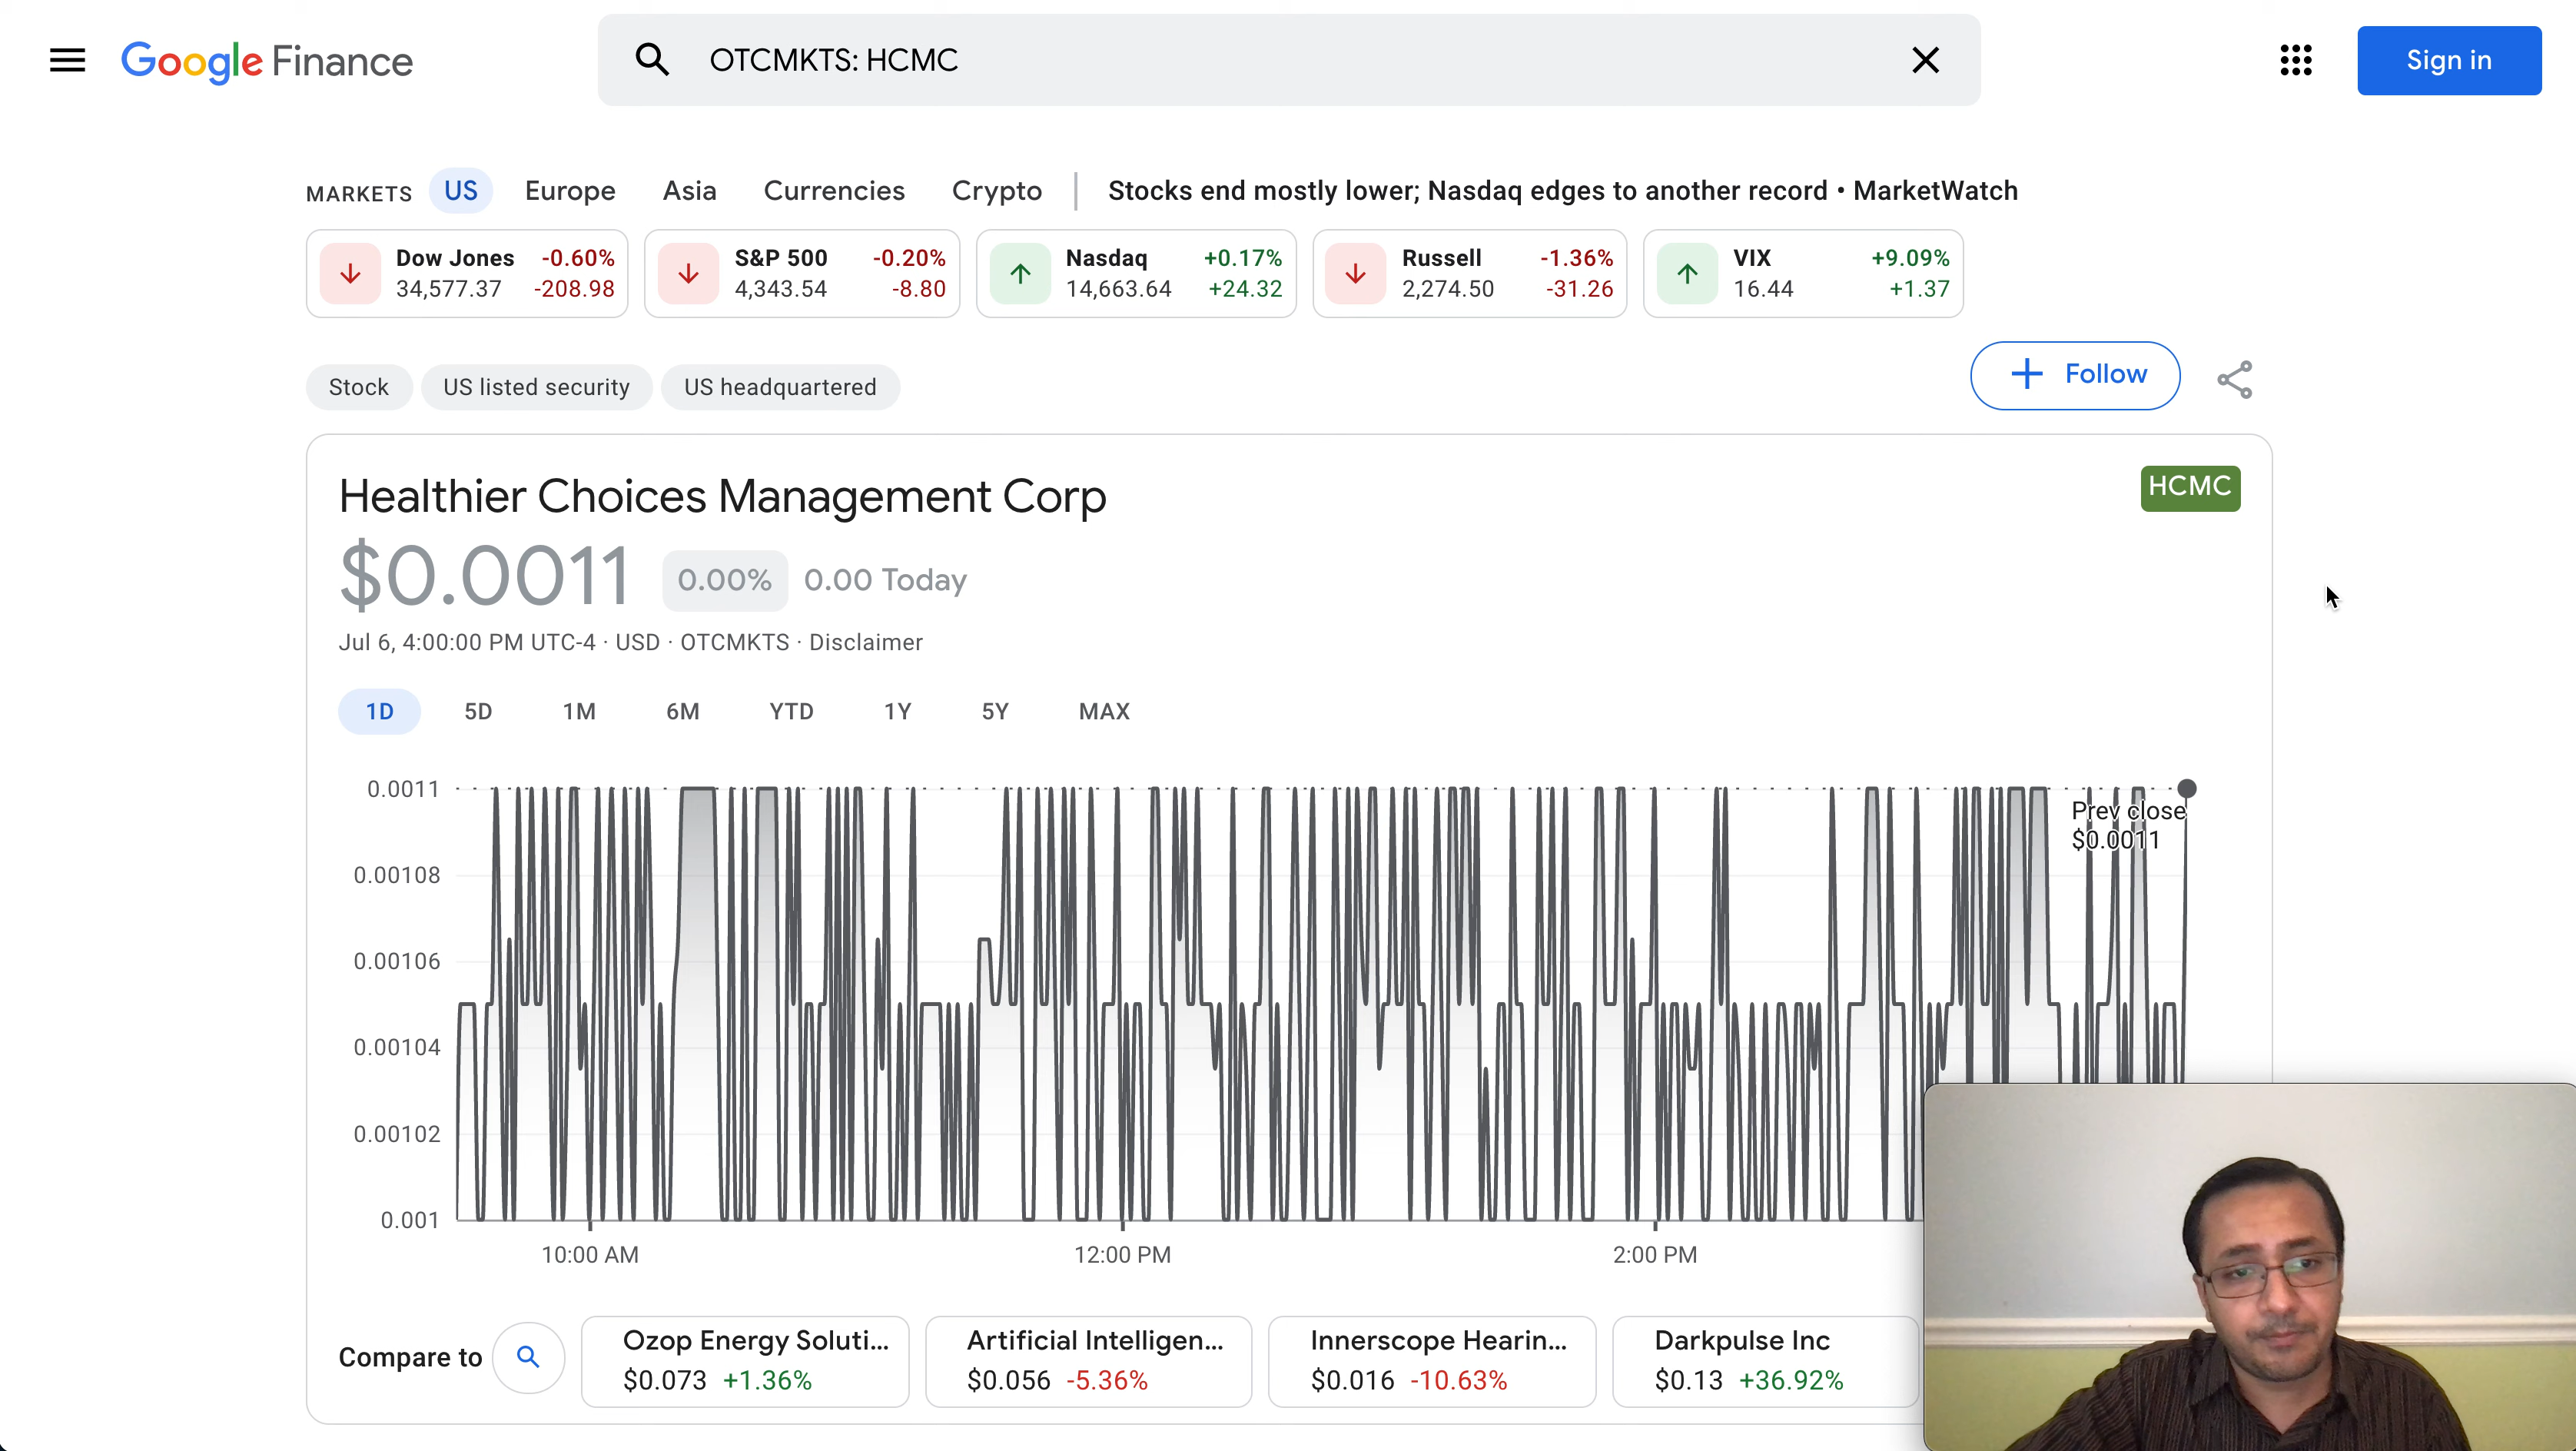 Google Finance
OTCMKTS: HCMC
Sign in
MARKETS US Europe Asia Currencies Crypto Stocks end mostly lower; Nasdaq edges to another record • MarketWatch
Dow Jones -0.60%
34,577.37 -208.98
S&P 500 -0.20%
4,343.54 -8.80
Nasdaq +0.17%
14,663.64 +24.32
Russell -1.36%
2,274.50 -31.26
VIX +9.09%
16.44 +1.37
Stock US listed security US headquartered
Follow
Healthier Choices Management Corp
HCMC
$0.0011 0.00% 0.00 Today
Jul 6, 4:00:00 PM UTC-4 · USD · OTCMKTS · Disclaimer
1D 5D 1M 6M YTD 1Y 5Y MAX
0.0011
Prev close
$0.0011
0.00108
0.00106
0.00104
0.00102
0.001
10:00 AM 12:00 PM 2:00 PM
Compare to
Ozop Energy Soluti...
$0.073 +1.36%
Artificial Intelligen...
$0.056 -5.36%
Innerscope Hearin...
$0.016 -10.63%
Darkpulse Inc
$0.13 +36.92%